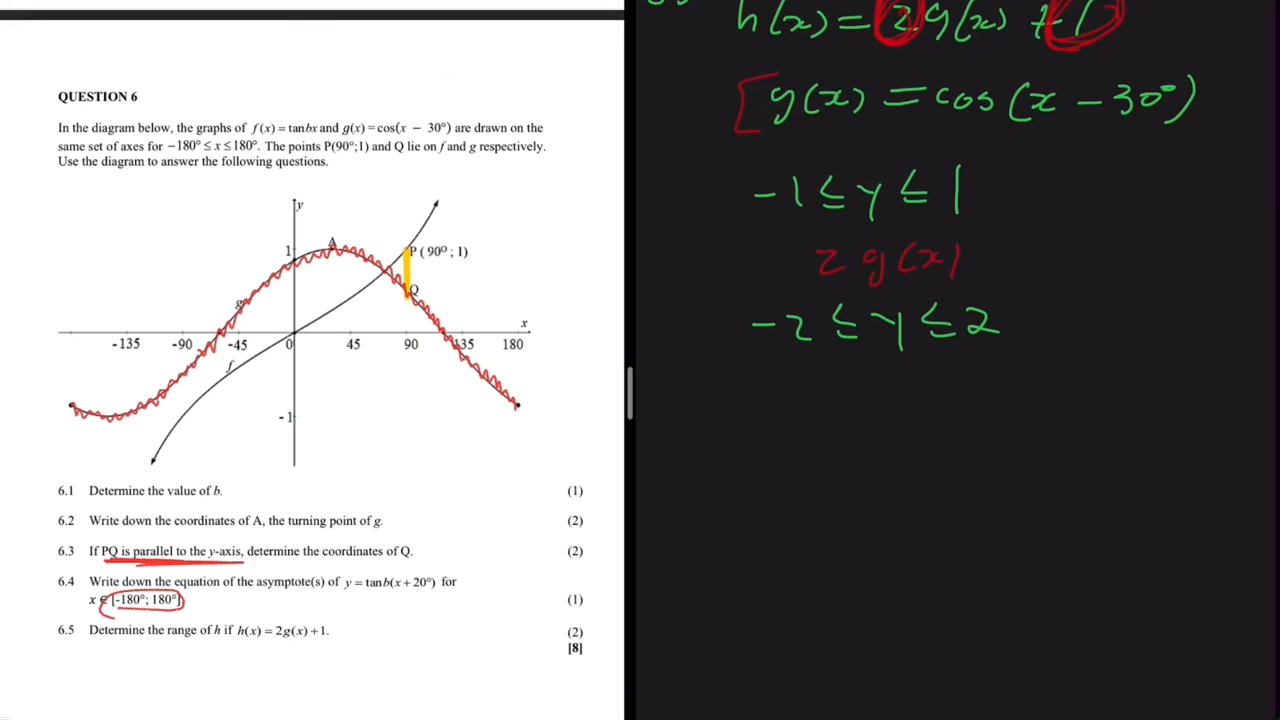 QUESTION 6
In the diagram below, the graphs of f(x) = tan bx and g(x) = cos(x − 30°) are drawn on the
same set of axes for −180° ≤ x ≤ 180°. The points P(90°; 1) and Q lie on f and g respectively.
Use the diagram to answer the following questions.
y
A
1
P ( 90° ; 1)
g
Q
x
-135 -90 -45 0 45 90 135 180
f
- 1
6.1 Determine the value of b. (1)
6.2 Write down the coordinates of A, the turning point of g. (2)
6.3 If PQ is parallel to the y-axis, determine the coordinates of Q. (2)
6.4 Write down the equation of the asymptote(s) of y = tan b(x + 20°) for
x ∈ [-180°; 180°] (1)
6.5 Determine the range of h if h(x) = 2g(x) + 1. (2)
[8]
h(x) = 2g(x) + 1
g(x) = cos(x − 30°)
-1 ≤ y ≤ 1
2 g(x)
-2 ≤ y ≤ 2